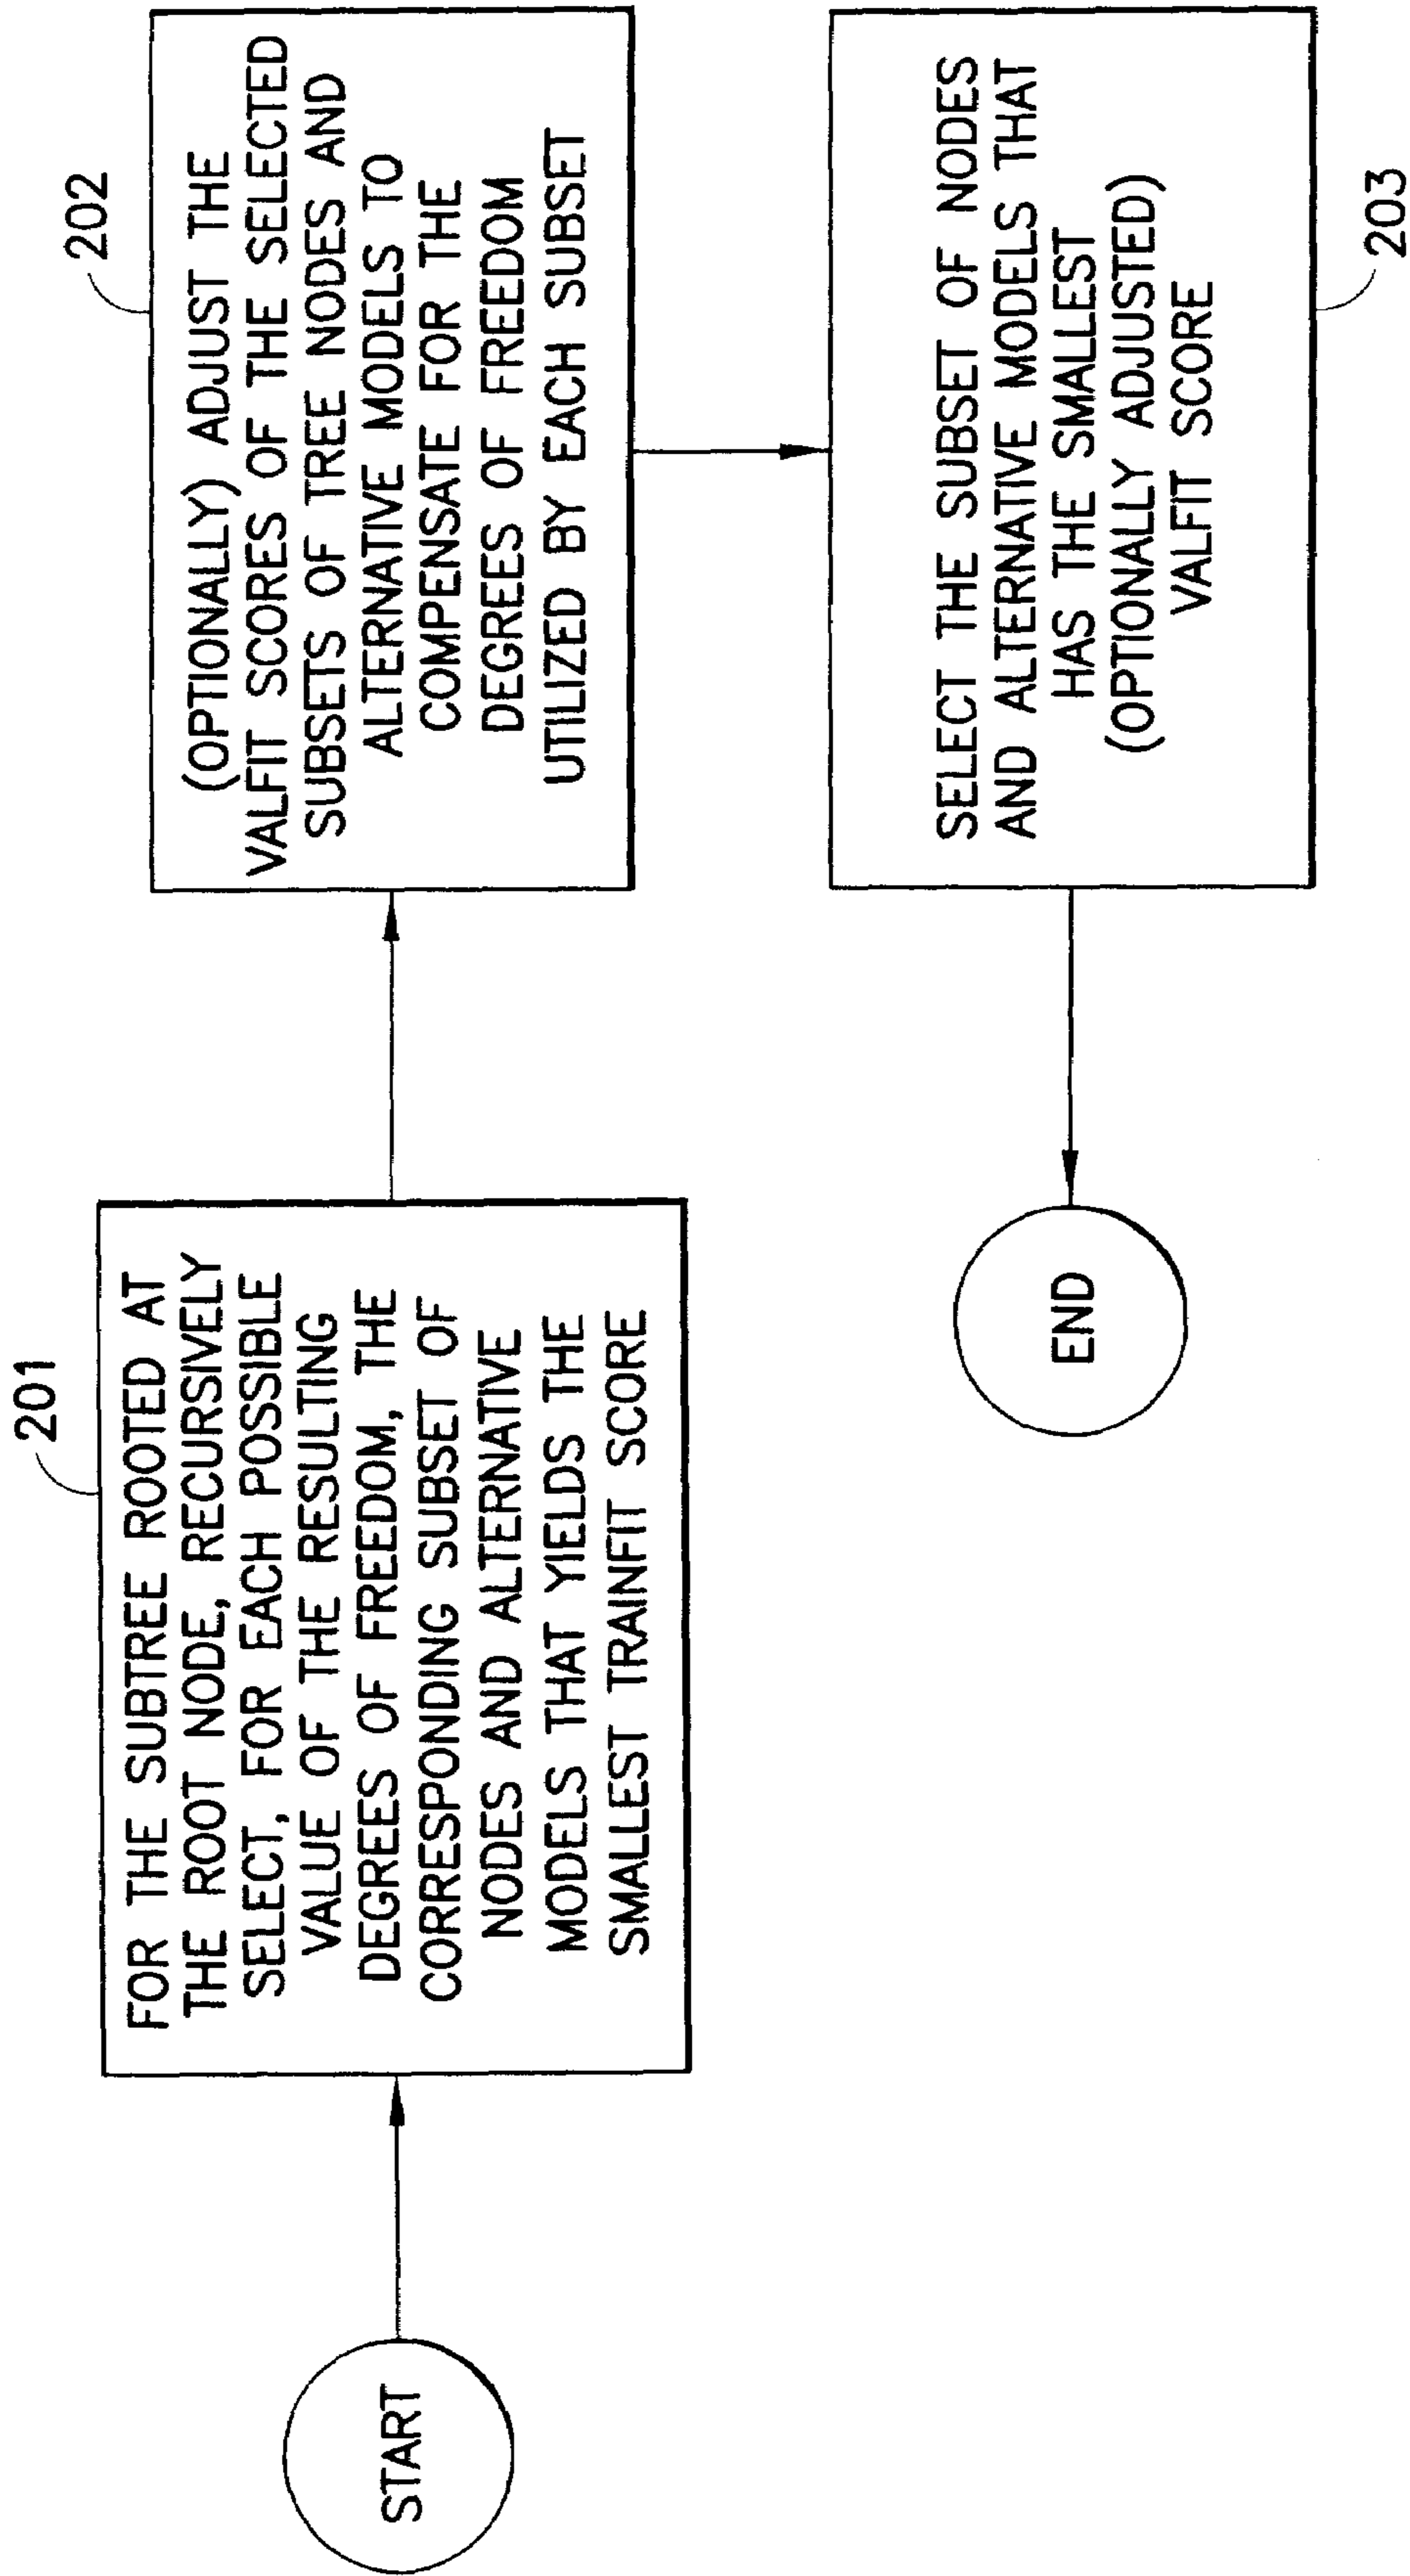 START
201
FOR THE SUBTREE ROOTED AT
THE ROOT NODE, RECURSIVELY
SELECT, FOR EACH POSSIBLE
VALUE OF THE RESULTING
DEGREES OF FREEDOM, THE
CORRESPONDING SUBSET OF
NODES AND ALTERNATIVE
MODELS THAT YIELDS THE
SMALLEST TRAINFIT SCORE
202
(OPTIONALLY) ADJUST THE
VALFIT SCORES OF THE SELECTED
SUBSETS OF TREE NODES AND
ALTERNATIVE MODELS TO
COMPENSATE FOR THE
DEGREES OF FREEDOM
UTILIZED BY EACH SUBSET
SELECT THE SUBSET OF NODES
AND ALTERNATIVE MODELS THAT
HAS THE SMALLEST
(OPTIONALLY ADJUSTED)
VALFIT SCORE
203
END